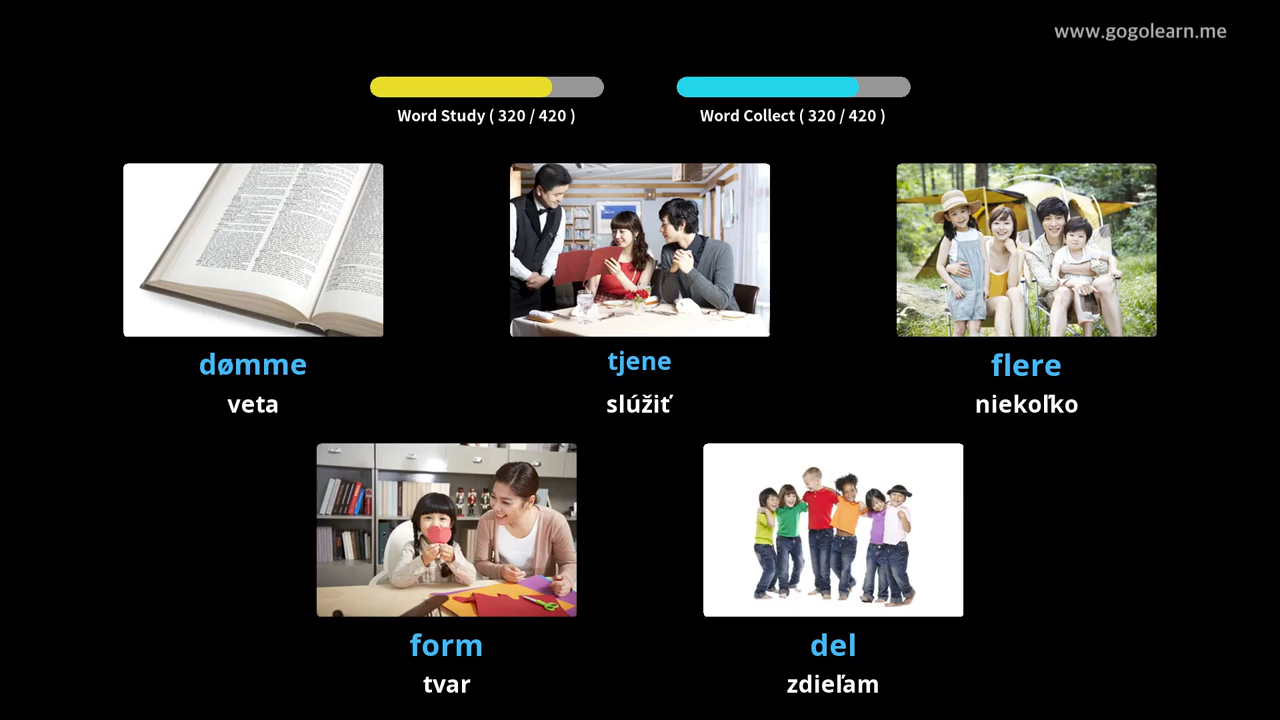 www.gogolearn.me
Word Study ( 320 / 420 )
Word Collect ( 320 / 420 )
dømme
veta
tjene
slúžiť
flere
niekoľko
form
tvar
del
zdieľam